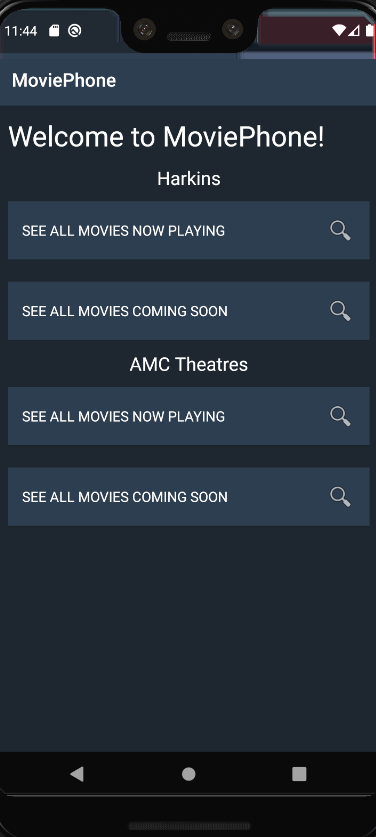 11:44
MoviePhone
Welcome to MoviePhone!
Harkins
SEE ALL MOVIES NOW PLAYING
SEE ALL MOVIES COMING SOON
AMC Theatres
SEE ALL MOVIES NOW PLAYING
SEE ALL MOVIES COMING SOON